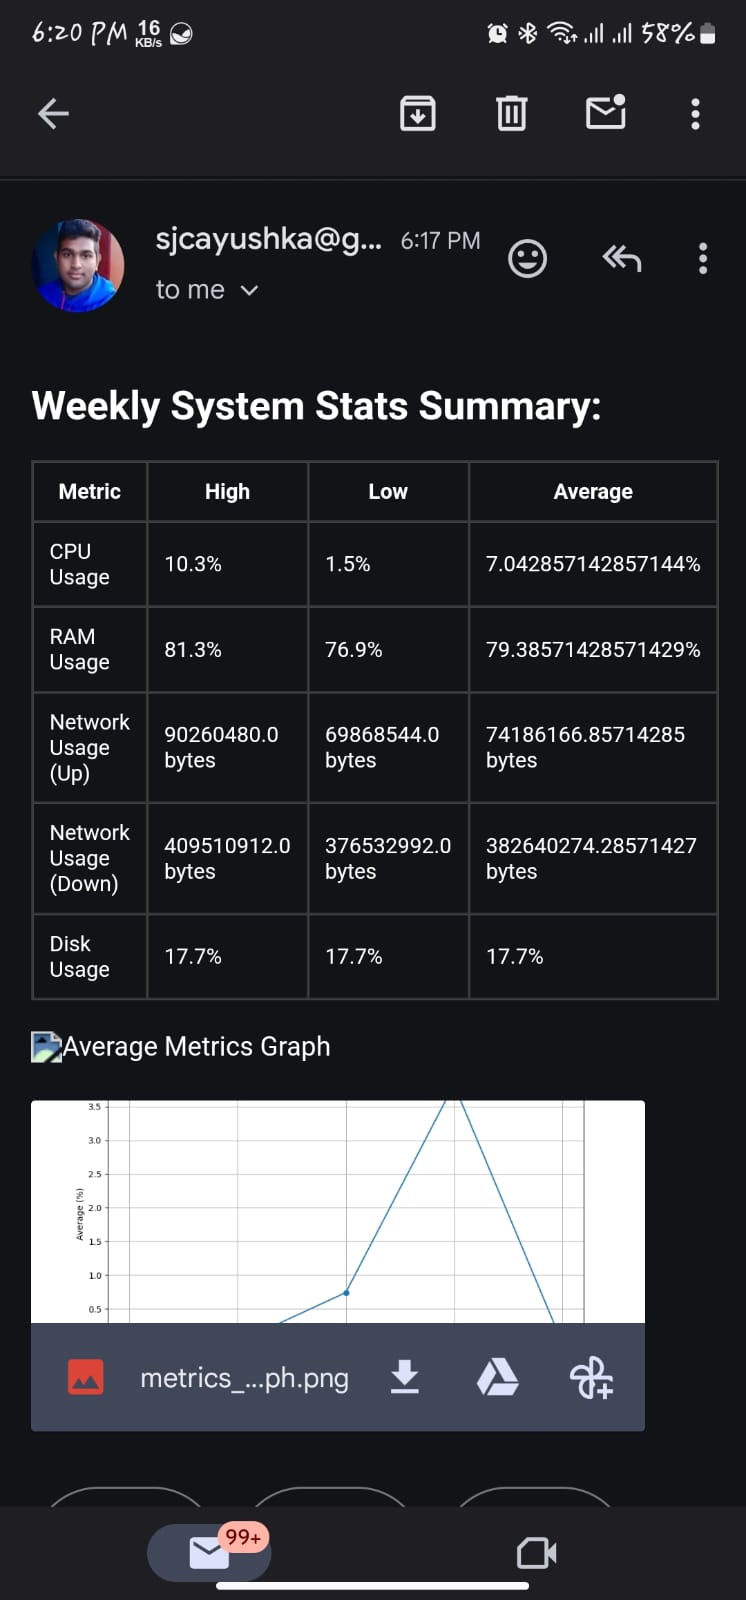 6:20 PM 16 KB/s 58%
sjcayushka@g... 6:17 PM
to me
Weekly System Stats Summary:
Metric High Low Average
CPU
Usage 10.3% 1.5% 7.042857142857144%
RAM
Usage 81.3% 76.9% 79.38571428571429%
Network
Usage
(Up) 90260480.0
bytes 69868544.0
bytes 74186166.85714285
bytes
Network
Usage
(Down) 409510912.0
bytes 376532992.0
bytes 382640274.28571427
bytes
Disk
Usage 17.7% 17.7% 17.7%
Average Metrics Graph
3.5
3.0
2.5
2.0
1.5
1.0
0.5
Average (%)
metrics_...ph.png
99+